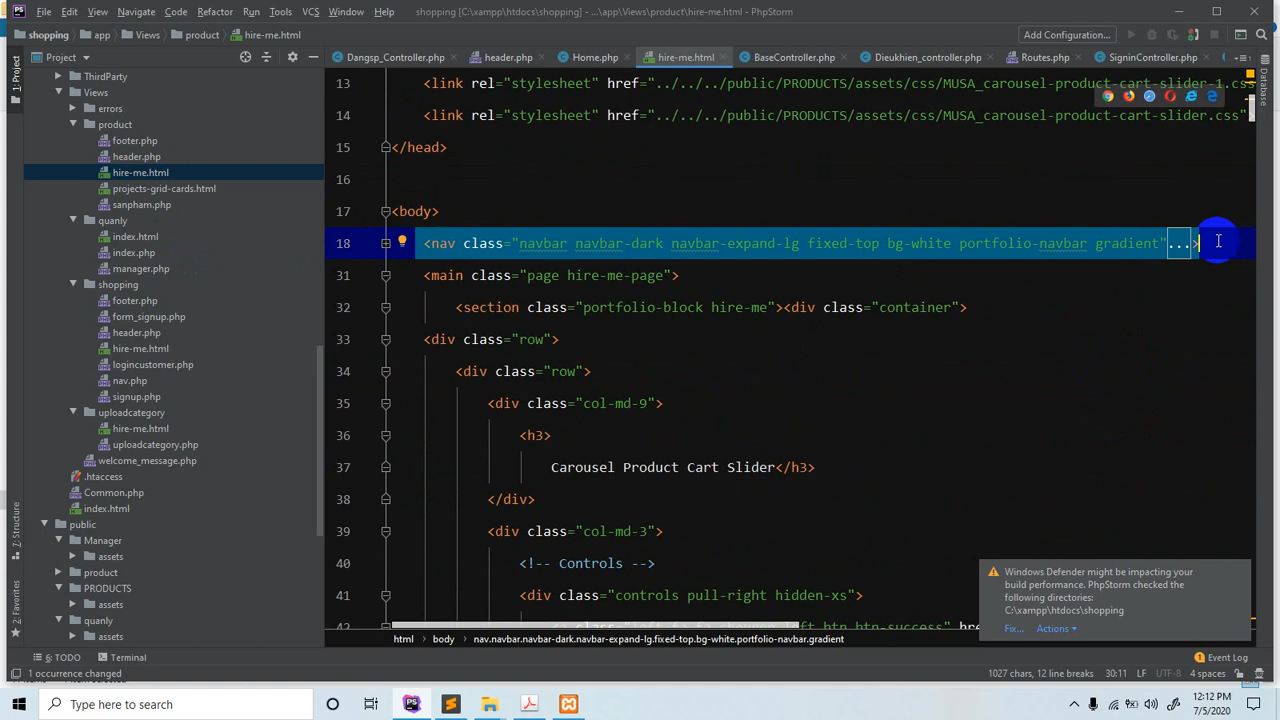 File Edit View Navigate Code Refactor Run Tools VCS Window Help shopping [C:\xampp\htdocs\shopping] - ...\app\Views\product\hire-me.html - PhpStorm
shopping app Views product hire-me.html Add Configuration...
Project
Dangsp_Controller.php header.php Home.php hire-me.html BaseController.php Dieukhien_controller.php Routes.php SigninController.php
1: Project
7: Structure
2: Favorites
Database
ThirdParty
Views
errors
product
footer.php
header.php
hire-me.html
projects-grid-cards.html
sanpham.php
quanly
index.html
index.php
manager.php
shopping
footer.php
form_signup.php
header.php
hire-me.html
logincustomer.php
nav.php
signup.php
uploadcategory
hire-me.html
uploadcategory.php
welcome_message.php
.htaccess
Common.php
index.html
public
Manager
assets
product
PRODUCTS
assets
quanly
assets
13 <link rel="stylesheet" href="../../../public/PRODUCTS/assets/css/MUSA_carousel-product-cart-slider-1.css
14 <link rel="stylesheet" href="../../../public/PRODUCTS/assets/css/MUSA_carousel-product-cart-slider.css"
15 </head>
16
17 <body>
18 <nav class="navbar navbar-dark navbar-expand-lg fixed-top bg-white portfolio-navbar gradient"...>
31 <main class="page hire-me-page">
32 <section class="portfolio-block hire-me"><div class="container">
33 <div class="row">
34 <div class="row">
35 <div class="col-md-9">
36 <h3>
37 Carousel Product Cart Slider</h3>
38 </div>
39 <div class="col-md-3">
40 <!-- Controls -->
41 <div class="controls pull-right hidden-xs">
42
Windows Defender might be impacting your
build performance. PhpStorm checked the
following directories:
C:\xampp\htdocs\shopping
Fix... Actions
html body nav.navbar.navbar-dark.navbar-expand-lg.fixed-top.bg-white.portfolio-navbar.gradient
6: TODO Terminal 1 Event Log
1 occurrence changed 1027 chars, 12 line breaks 30:11 LF UTF-8 4 spaces
Type here to search
12:12 PM
7/5/2020